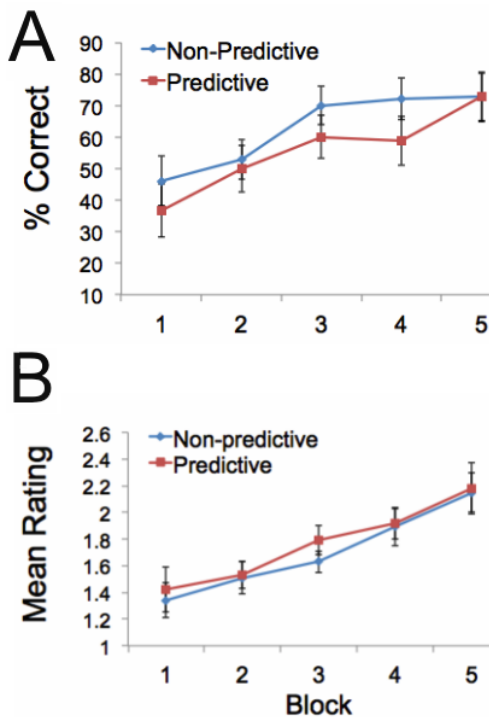 A
90
80
70
60
50
40
30
20
10
% Correct
Non-Predictive
Predictive
1 2 3 4 5
B
2.6
2.4
2.2
2
1.8
1.6
1.4
1.2
1
Mean Rating
Non-predictive
Predictive
1 2 3 4 5
Block